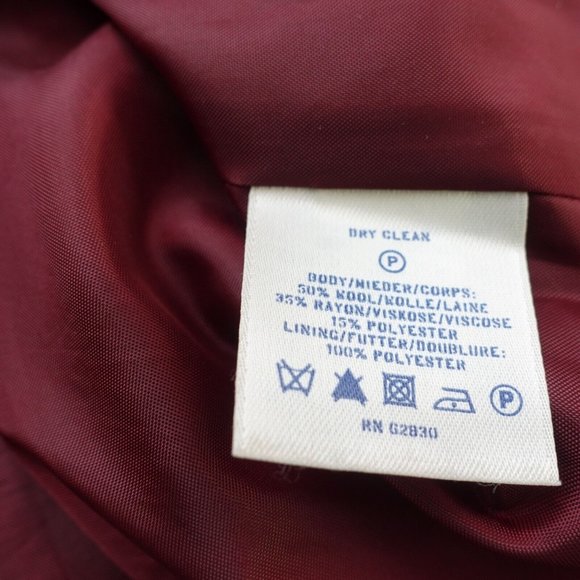 DRY CLEAN
P
BODY/MIEDER/CORPS:
50% WOOL/WOLLE/LAINE
35% RAYON/VISKOSE/VISCOSE
15% POLYESTER
LINING/FUTTER/DOUBLURE:
100% POLYESTER
P
RN 62830